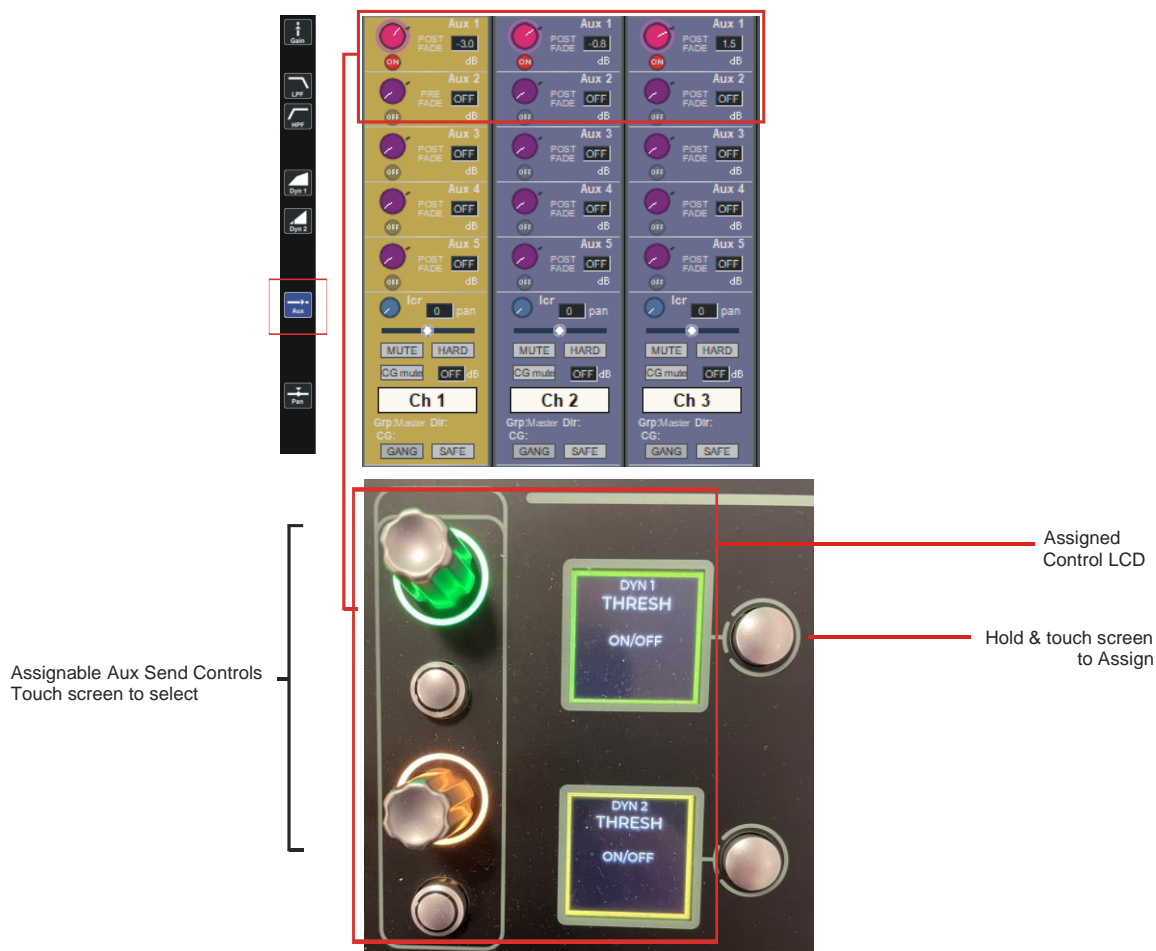 Gain
LPF
HPF
Dyn 1
Dyn 2
Aux
Pan
Aux 1
POST
FADE
-3.0
ON
dB
Aux 2
PRE
FADE
OFF
OFF
dB
Aux 3
POST
FADE
OFF
OFF
dB
Aux 4
POST
FADE
OFF
OFF
dB
Aux 5
POST
FADE
OFF
OFF
dB
lcr
0 pan
MUTE HARD
CG mute OFF dB
Ch 1
Grp:Master Dir:
CG:
GANG SAFE
Aux 1
POST
FADE
-0.8
ON
dB
Aux 2
POST
FADE
OFF
OFF
dB
Aux 3
POST
FADE
OFF
OFF
dB
Aux 4
POST
FADE
OFF
OFF
dB
Aux 5
POST
FADE
OFF
OFF
dB
lcr
0 pan
MUTE HARD
CG mute OFF dB
Ch 2
Grp:Master Dir:
CG:
GANG SAFE
Aux 1
POST
FADE
1.5
ON
dB
Aux 2
POST
FADE
OFF
OFF
dB
Aux 3
POST
FADE
OFF
OFF
dB
Aux 4
POST
FADE
OFF
OFF
dB
Aux 5
POST
FADE
OFF
OFF
dB
lcr
0 pan
MUTE HARD
CG mute OFF dB
Ch 3
Grp:Master Dir:
CG:
GANG SAFE
Assignable Aux Send Controls
Touch screen to select
DYN 1
THRESH
ON/OFF
DYN 2
THRESH
ON/OFF
Assigned
Control LCD
Hold & touch screen
to Assign